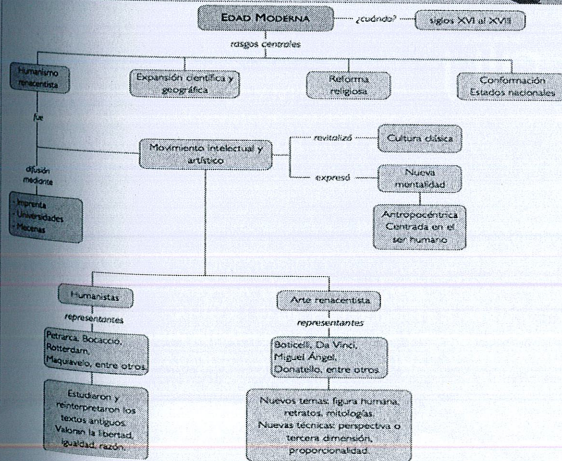 EDAD MODERNA
¿cuándo?
siglos XVI al XVIII
rasgos centrales
Humanismo
renacentista
Expansión científica y
geográfica
Reforma
religiosa
Conformación
Estados nacionales
fue
Movimiento intelectual y
artístico
revitalizó
Cultura clásica
expresó
Nueva
mentalidad
Antropocéntrica
Centrada en el
ser humano
difusión
mediante
- Imprenta
- Universidades
- Mecenas
Humanistas
representantes
Petrarca, Bocaccio,
Rotterdam,
Maquiavelo, entre otros.
Estudiaron y
reinterpretaron los
textos antiguos.
Valoran la libertad,
igualdad, razón.
Arte renacentista
representantes
Boticelli, Da Vinci,
Miguel Ángel,
Donatello, entre otros.
Nuevos temas: figura humana,
retratos, mitologías.
Nuevas técnicas: perspectiva o
tercera dimensión,
proporcionalidad.